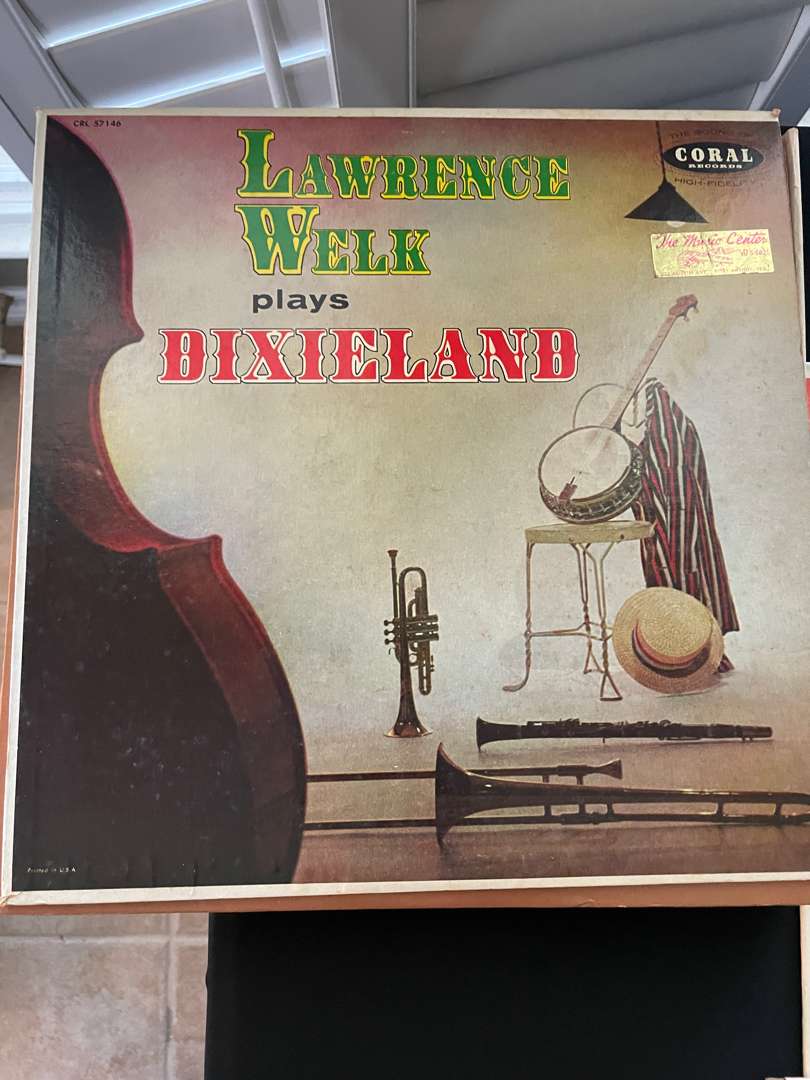 CRL 57146
LAWRENCE
WELK
plays
DIXIELAND
THE SOUND OF
CORAL
RECORDS
HIGH-FIDELITY
The Music Center
Printed in U.S.A